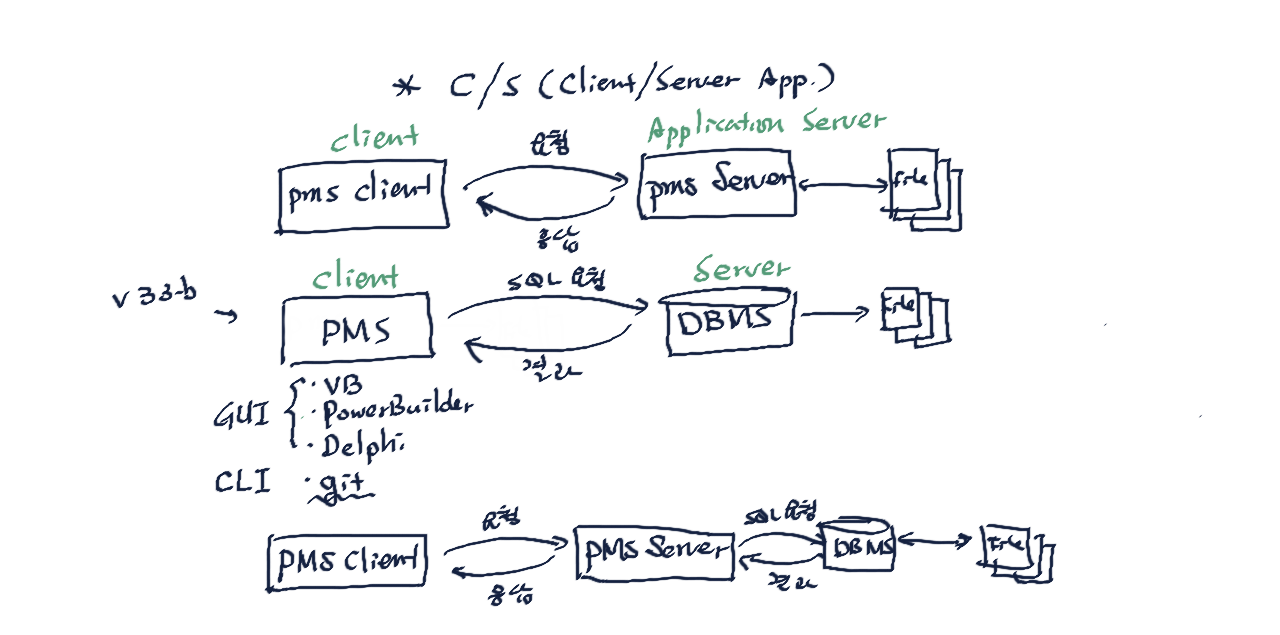 * C/S (Client/Server App.)
client 요청 Application Server
pms client pms Server file
응답
client SQL 요청 Server
v 33-b → PMS DBMS File
결과
GUI { · VB
· PowerBuilder
· Delphi
CLI · git
요청 SQL 요청
PMS Client PMS Server DBMS File
응답 결과